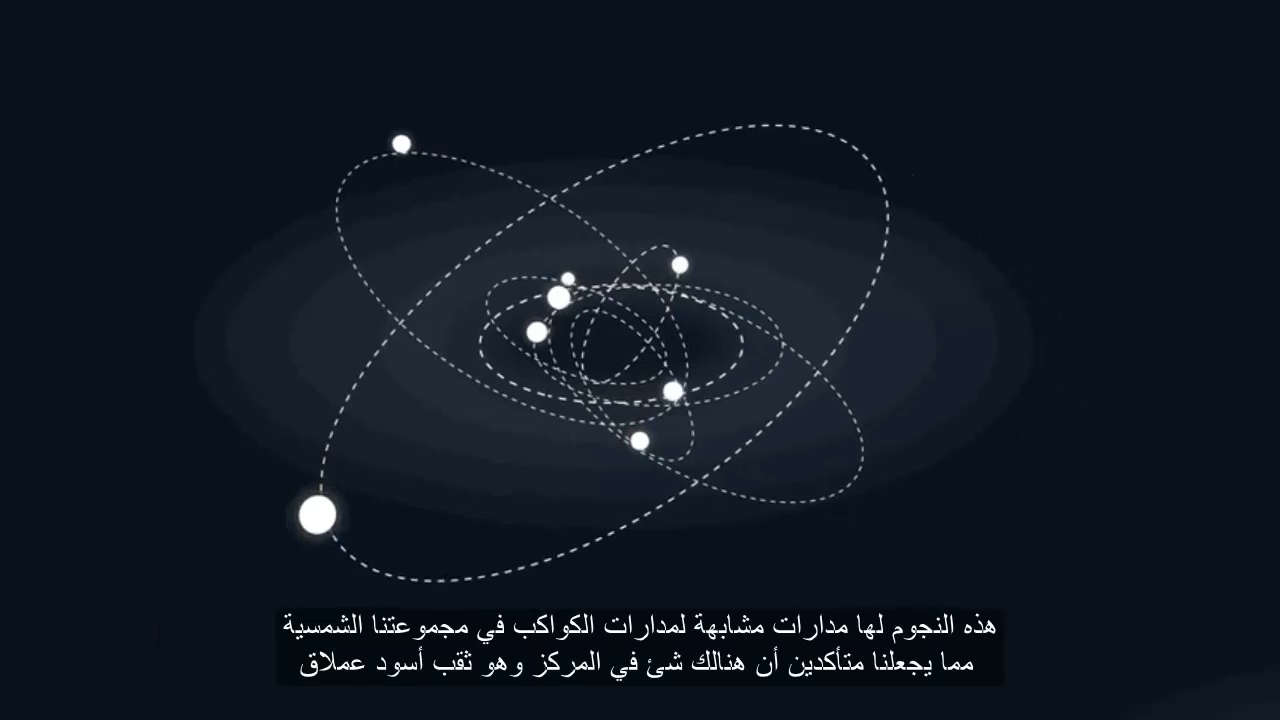 هذه النجوم لها مدارات مشابهة لمدارات الكواكب في مجموعتنا الشمسية
مما يجعلنا متأكدين أن هنالك شئ في المركز وهو ثقب أسود عملاق